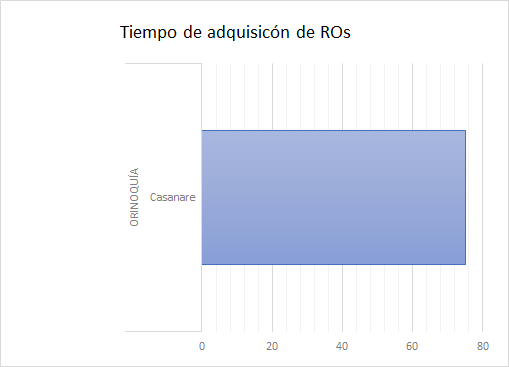 Tiempo de adquisicón de ROs
ORINOQUÍA
Casanare
0 20 40 60 80